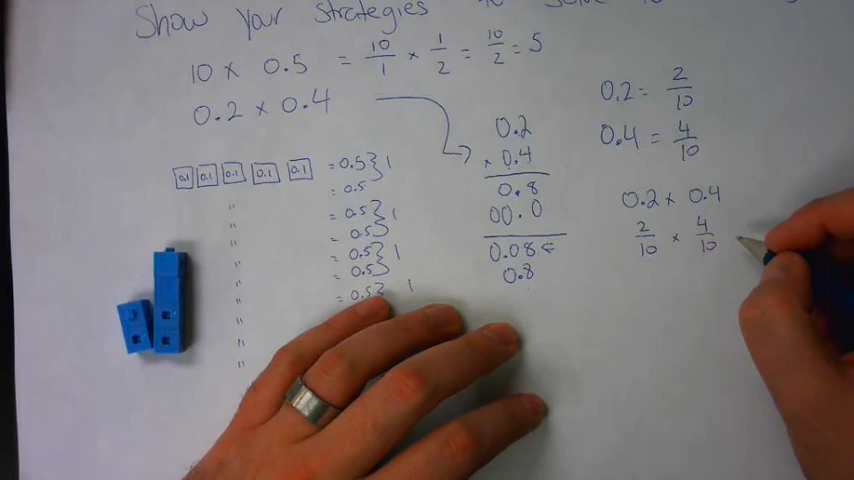 Show your Strategies to solve
10 × 0.5 = 10/1 × 1/2 = 10/2 = 5
0.2 × 0.4
0.1 0.1 0.1 0.1 0.1 = 0.5 } 1
= 0.5
" = 0.5 } 1
" = 0.5
" = 0.5 } 1
" = 0.5
" = 0.5 } 1
"
"
"
0.2
× 0.4
0.8
00.0
0.08 ←
0.8
0.2 = 2/10
0.4 = 4/10
0.2 × 0.4
2/10 × 4/10